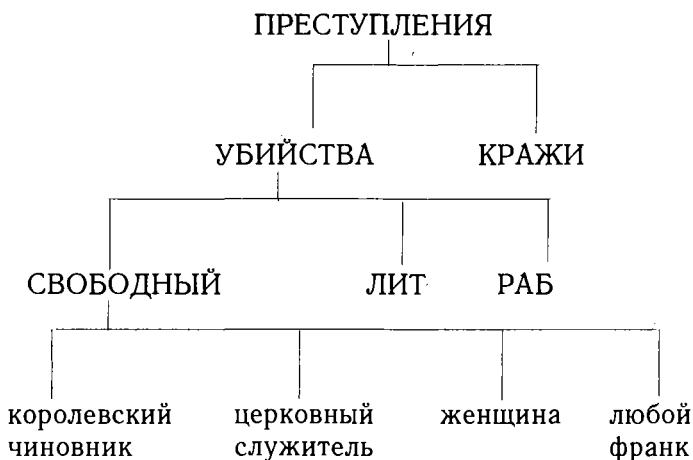 ПРЕСТУПЛЕНИЯ
УБИЙСТВА КРАЖИ
СВОБОДНЫЙ ЛИТ РАБ
королевский церковный женщина любой
чиновник служитель франк